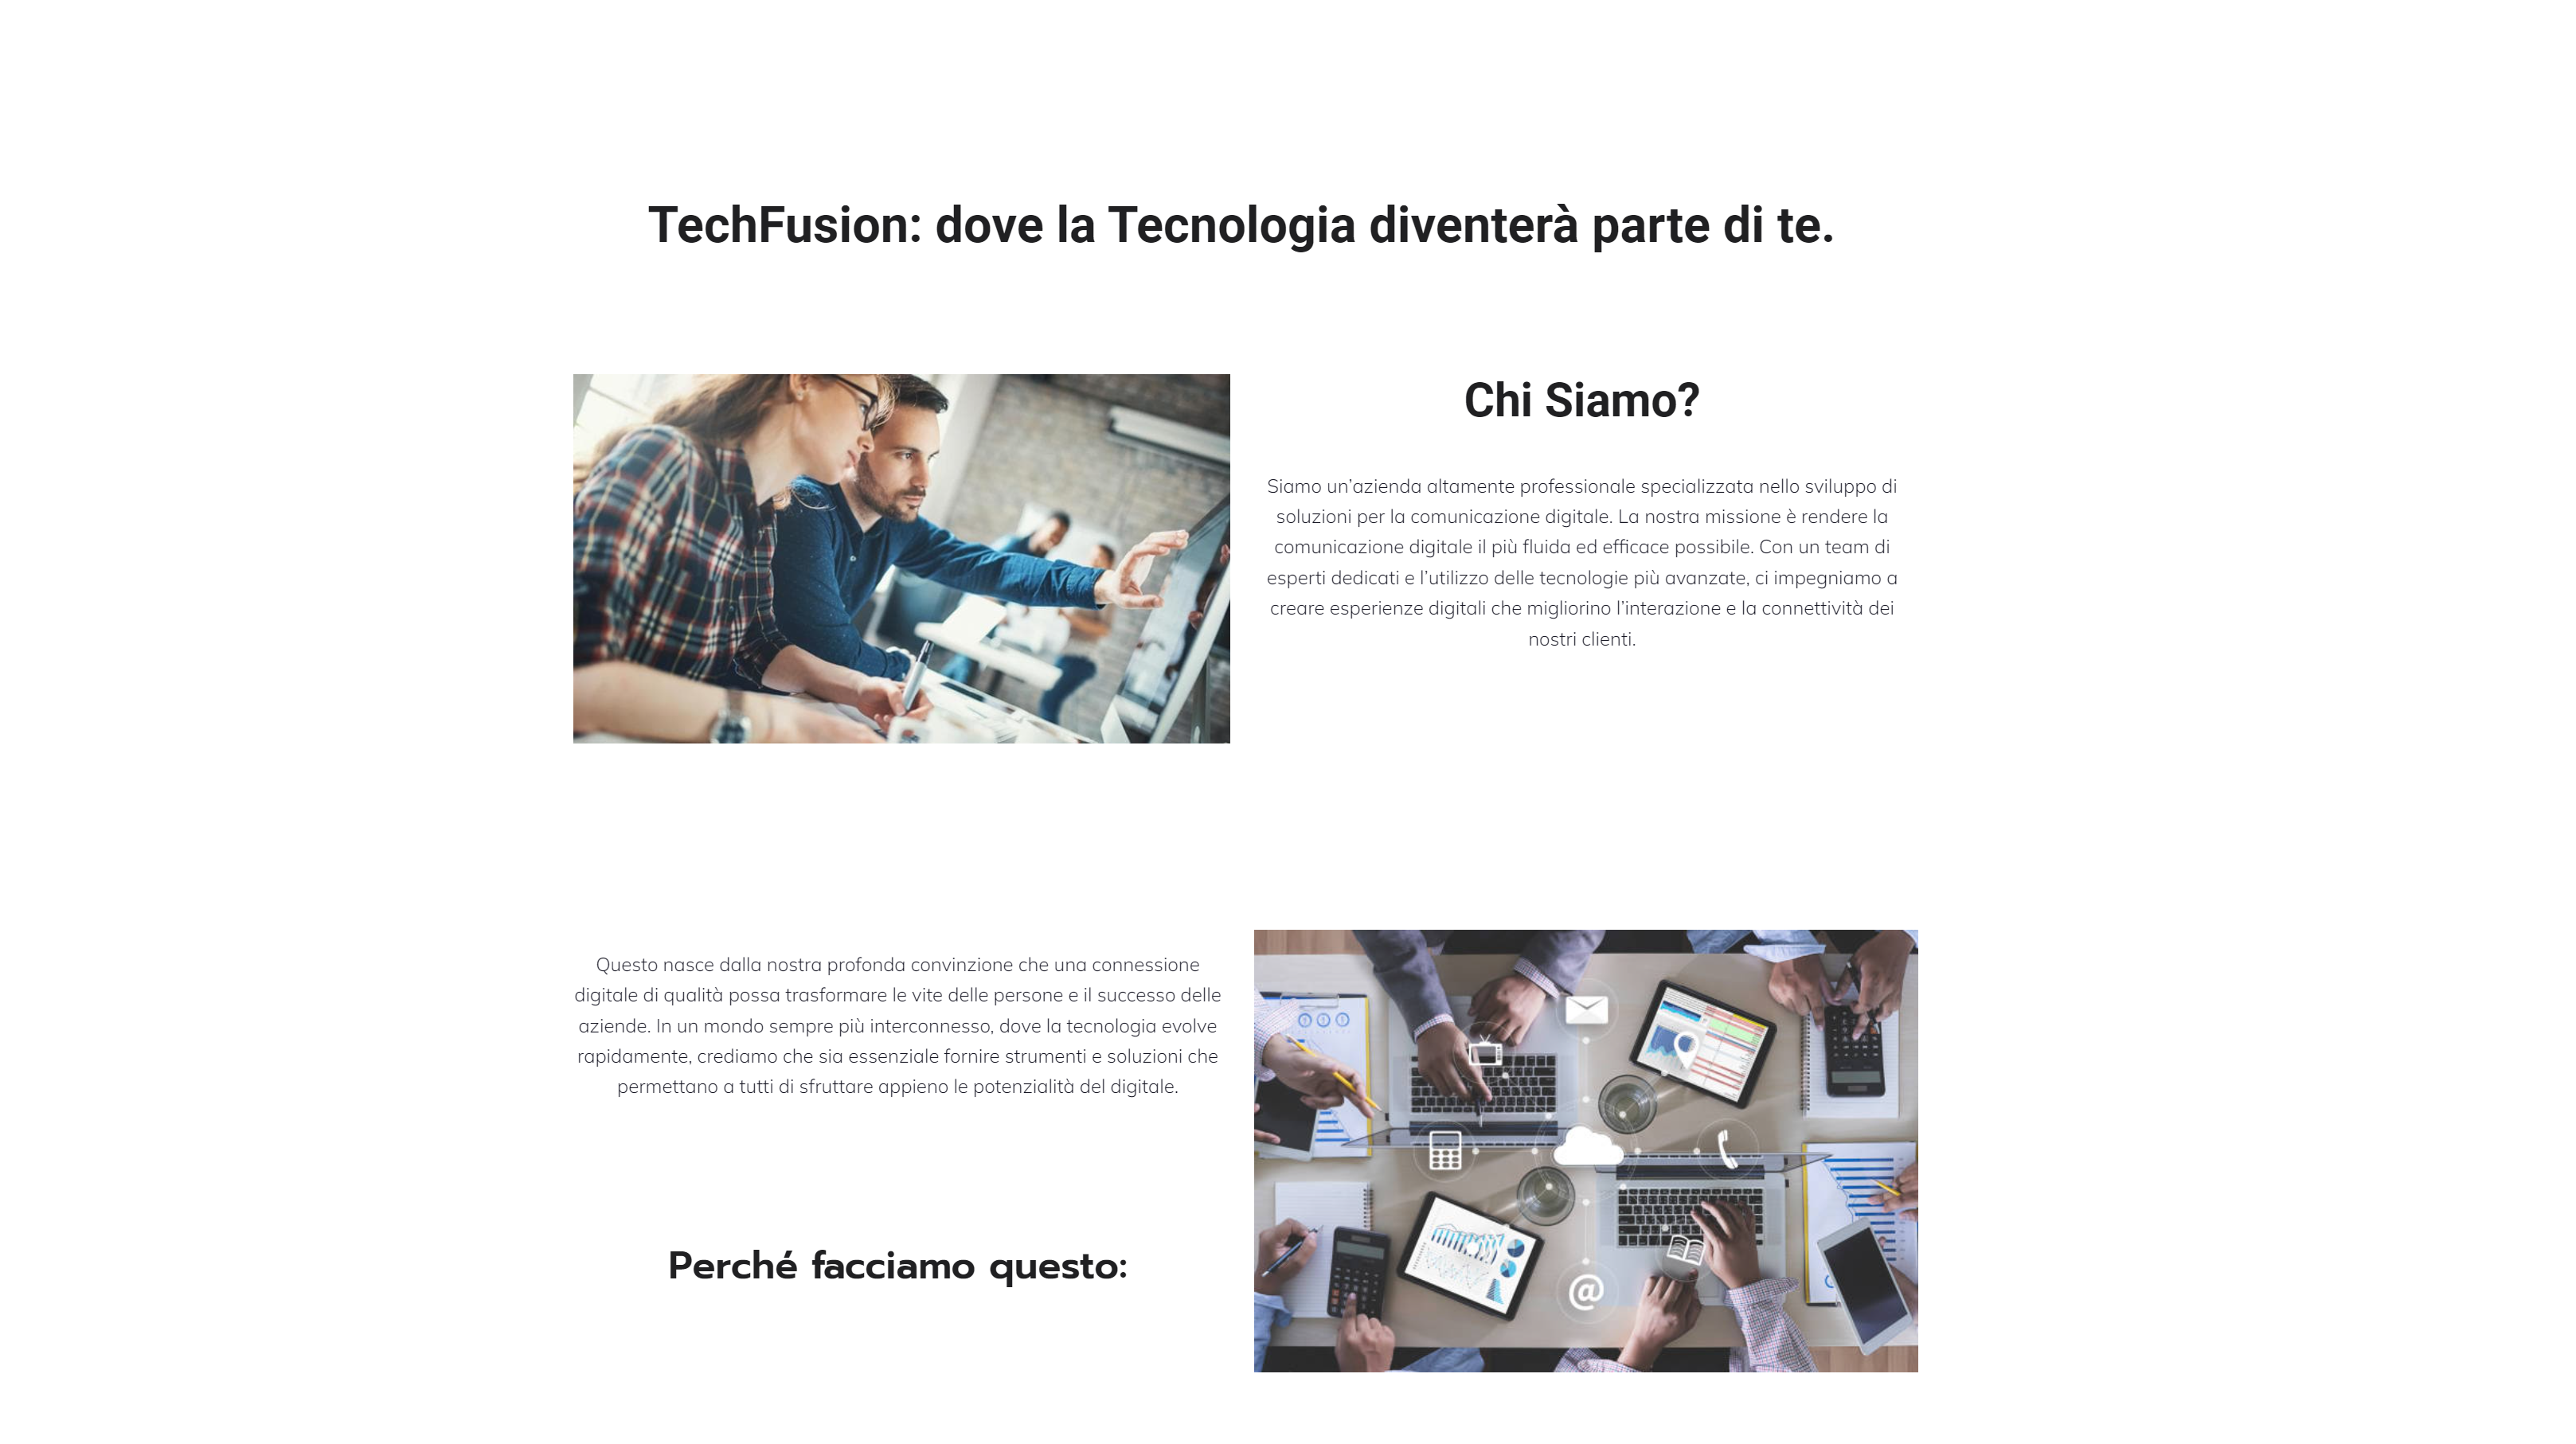 TechFusion: dove la Tecnologia diventerà parte di te.
Chi Siamo?
Siamo un’azienda altamente professionale specializzata nello sviluppo di
soluzioni per la comunicazione digitale. La nostra missione è rendere la
comunicazione digitale il più fluida ed efficace possibile. Con un team di
esperti dedicati e l’utilizzo delle tecnologie più avanzate, ci impegniamo a
creare esperienze digitali che migliorino l’interazione e la connettività dei
nostri clienti.
Questo nasce dalla nostra profonda convinzione che una connessione
digitale di qualità possa trasformare le vite delle persone e il successo delle
aziende. In un mondo sempre più interconnesso, dove la tecnologia evolve
rapidamente, crediamo che sia essenziale fornire strumenti e soluzioni che
permettano a tutti di sfruttare appieno le potenzialità del digitale.
Perché facciamo questo:
@